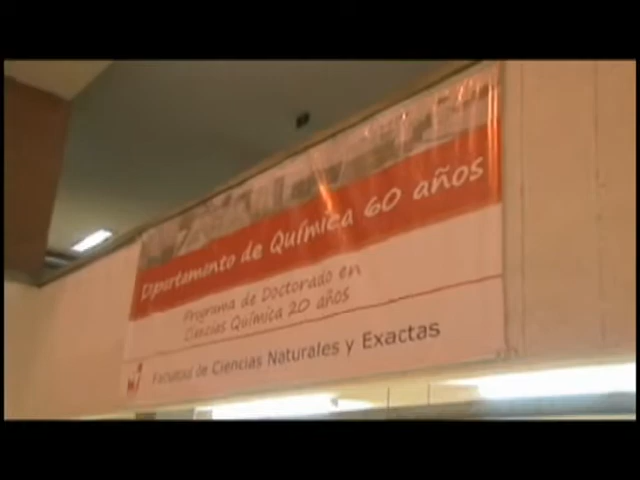 Departamento de Química 60 años
Programa de Doctorado en
Ciencias Química 20 años
Facultad de Ciencias Naturales y Exactas